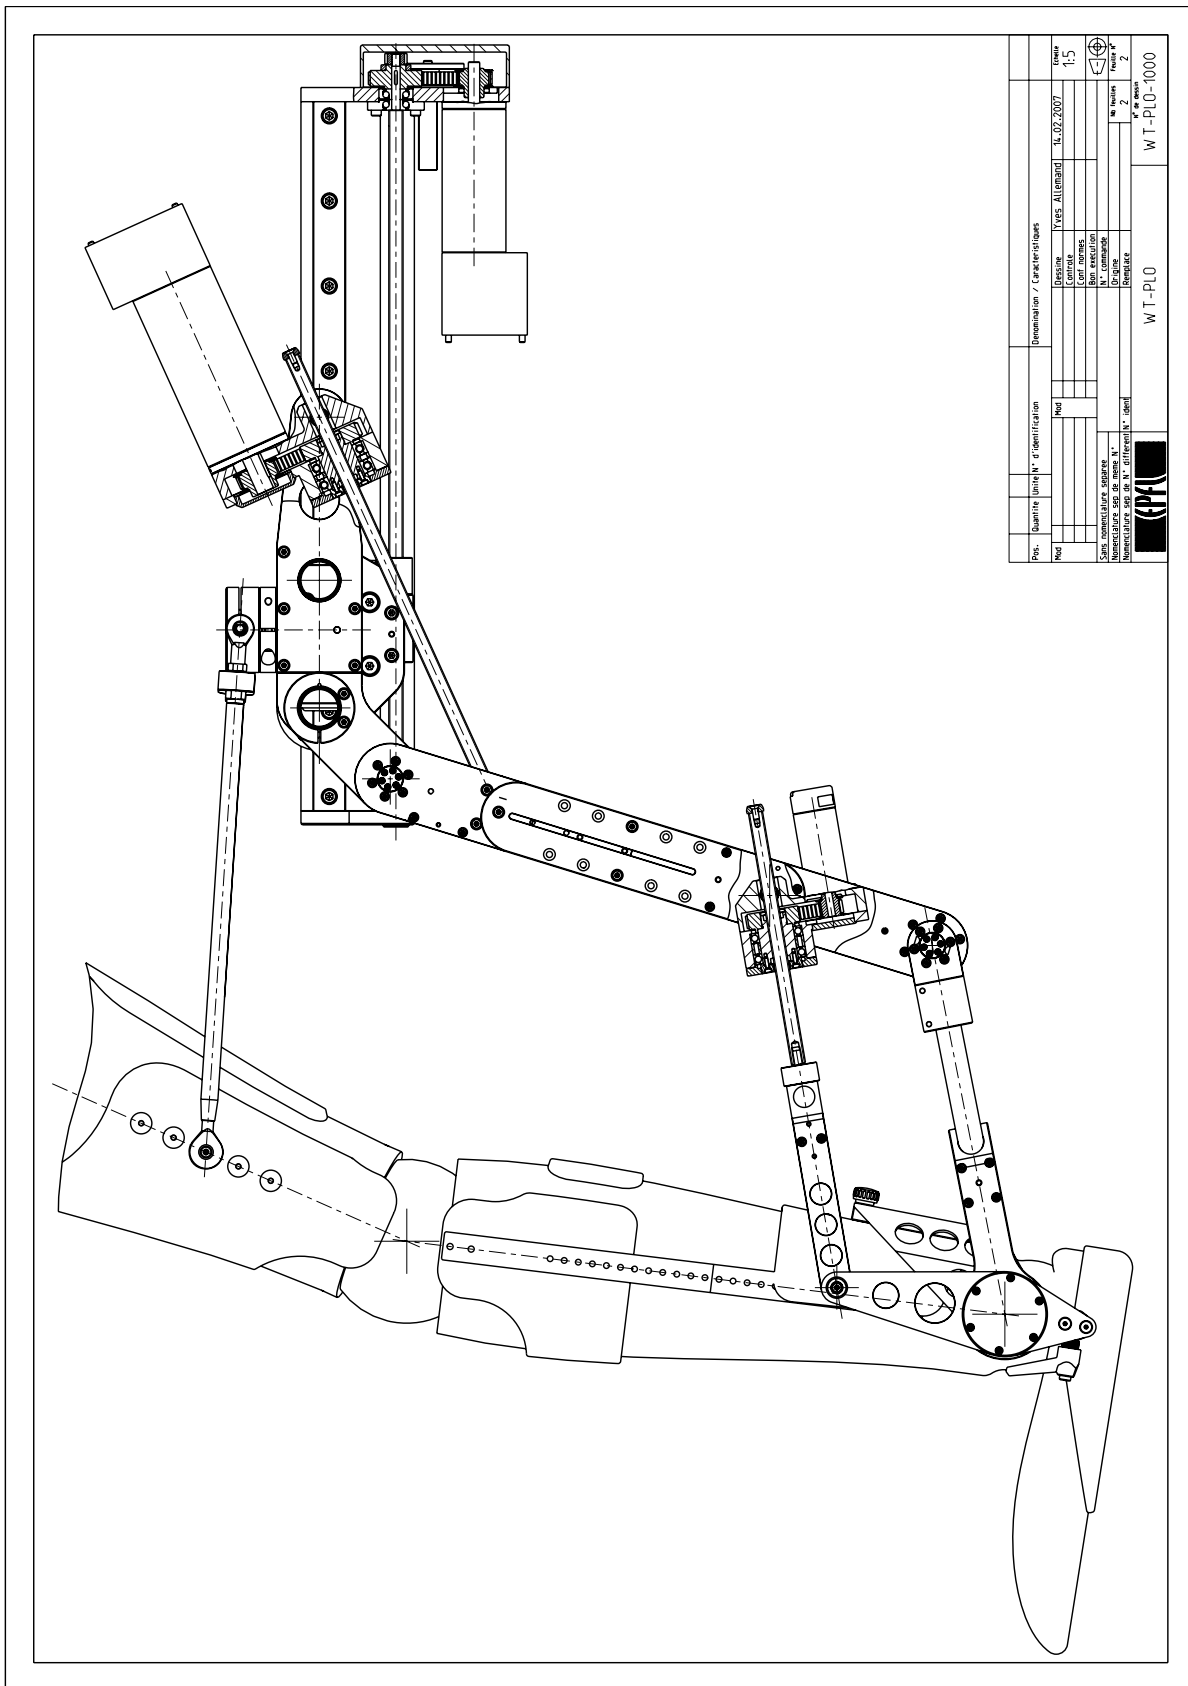 Pos.
Quantite
Unite
N° d'identification
Denomination / Caracteristiques
Mod
Mod
Dessine
Yves Allemand
14.02.2007
Echelle
1:5
Controle
Conf normes
Bon execution
Sans nomenclature separee
N° commande
Nomenclature sep de meme N°
Origine
Nb feuilles
2
Feuille N°
2
Nomenclature sep de N° different
N° ident
Remplace
EPFL
WT-PLO
N° de dessin
WT-PLO-1000